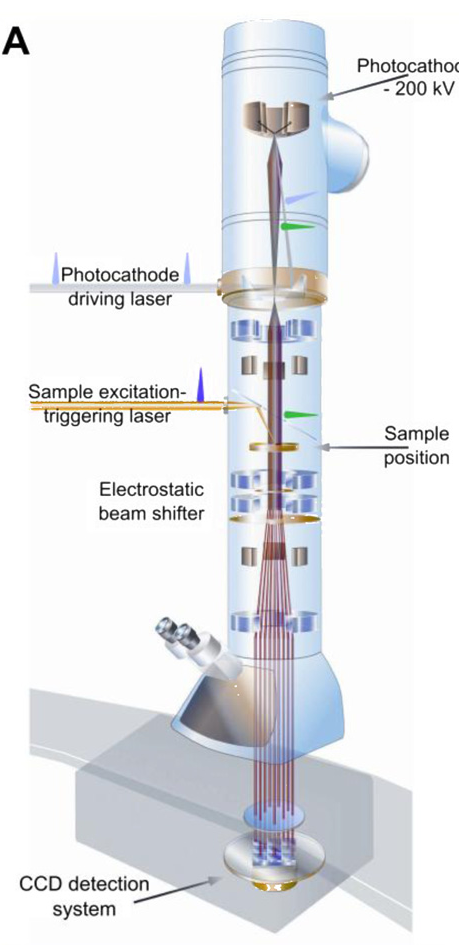 A
Photocathod
- 200 kV
Photocathode
driving laser
Sample excitation-
triggering laser
Sample
position
Electrostatic
beam shifter
CCD detection
system